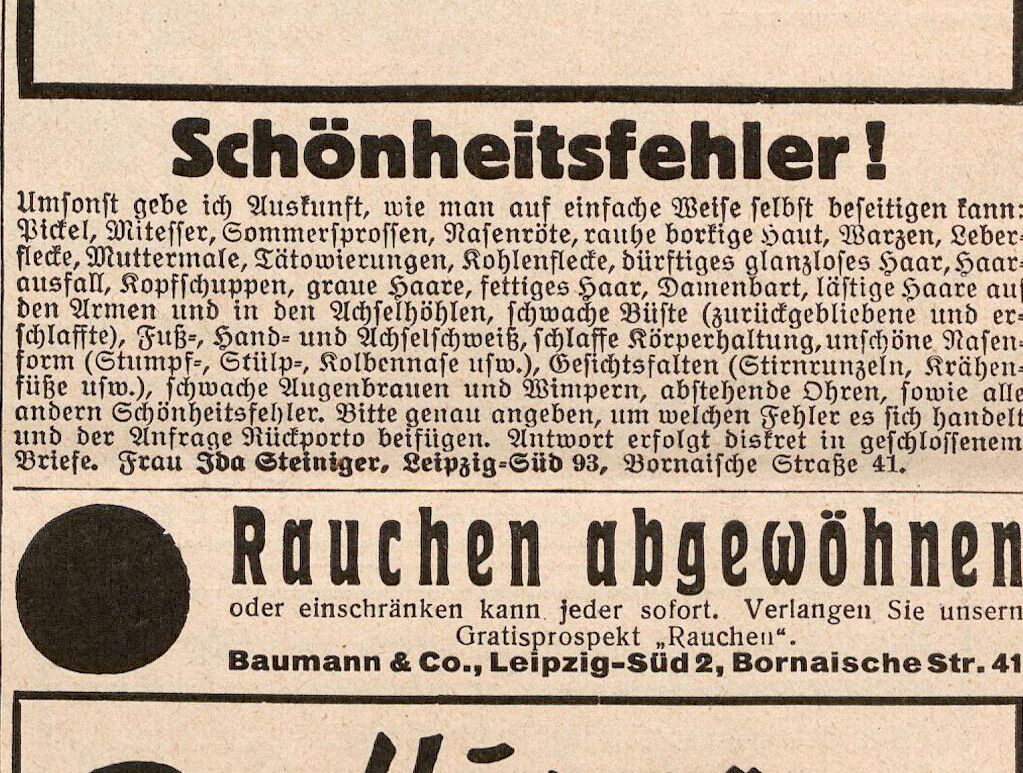 Schönheitsfehler!
Umsonst gebe ich Auskunft, wie man auf einfache Weise selbst beseitigen kann:
Pickel, Mitesser, Sommersprossen, Nasenröte, rauhe borkige Haut, Warzen, Leber-
flecke, Muttermale, Tätowierungen, Kohlenflecke, dürftiges glanzloses Haar, Haar-
ausfall, Kopfschuppen, graue Haare, fettiges Haar, Damenbart, lästige Haare auf
den Armen und in den Achselhöhlen, schwache Büste (zurückgebliebene und er-
schlaffte), Fuß-, Hand- und Achselschweiß, schlaffe Körperhaltung, unschöne Nasen-
form (Stumpf-, Stülp-, Kolbennase usw.), Gesichtsfalten (Stirnrunzeln, Krähen-
füße usw.), schwache Augenbrauen und Wimpern, abstehende Ohren, sowie alle
andern Schönheitsfehler. Bitte genau angeben, um welchen Fehler es sich handelt
und der Anfrage Rückporto beifügen. Antwort erfolgt diskret in geschlossenem
Briefe. Frau Ida Steiniger, Leipzig-Süd 93, Bornaische Straße 41.
Rauchen abgewöhnen
oder einschränken kann jeder sofort. Verlangen Sie unsern
Gratisprospekt „Rauchen“.
Baumann & Co., Leipzig-Süd 2, Bornaische Str. 41